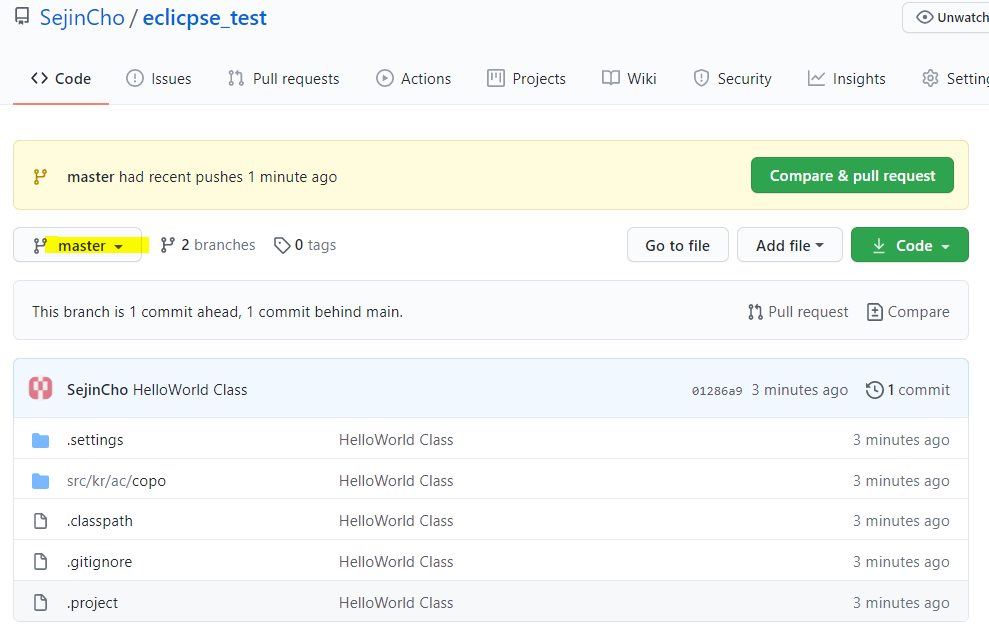 SejinCho / eclicpse_test
Unwatch
Code Issues Pull requests Actions Projects Wiki Security Insights Setting
master had recent pushes 1 minute ago Compare & pull request
master 2 branches 0 tags Go to file Add file Code
This branch is 1 commit ahead, 1 commit behind main. Pull request Compare
SejinCho HelloWorld Class 01286a9 3 minutes ago 1 commit
.settings HelloWorld Class 3 minutes ago
src/kr/ac/copo HelloWorld Class 3 minutes ago
.classpath HelloWorld Class 3 minutes ago
.gitignore HelloWorld Class 3 minutes ago
.project HelloWorld Class 3 minutes ago